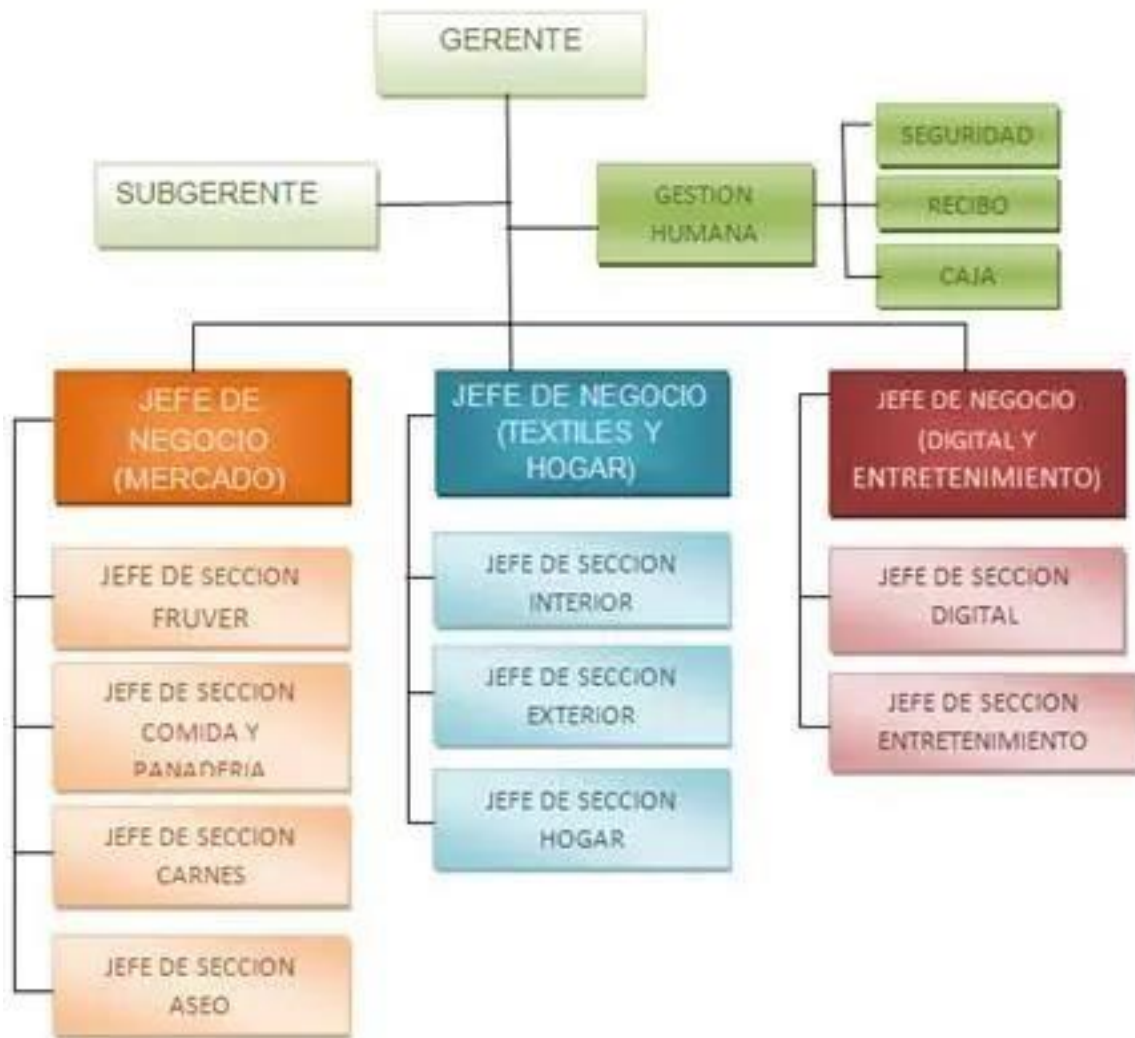 GERENTE
SUBGERENTE
GESTION
HUMANA
SEGURIDAD
RECIBO
CAJA
JEFE DE
NEGOCIO
(MERCADO)
JEFE DE SECCION
FRUVER
JEFE DE SECCION
COMIDA Y
PANADERIA
JEFE DE SECCION
CARNES
JEFE DE SECCION
ASEO
JEFE DE NEGOCIO
(TEXTILES Y
HOGAR)
JEFE DE SECCION
INTERIOR
JEFE DE SECCION
EXTERIOR
JEFE DE SECCION
HOGAR
JEFE DE NEGOCIO
(DIGITAL Y
ENTRETENIMIENTO)
JEFE DE SECCION
DIGITAL
JEFE DE SECCION
ENTRETENIMIENTO